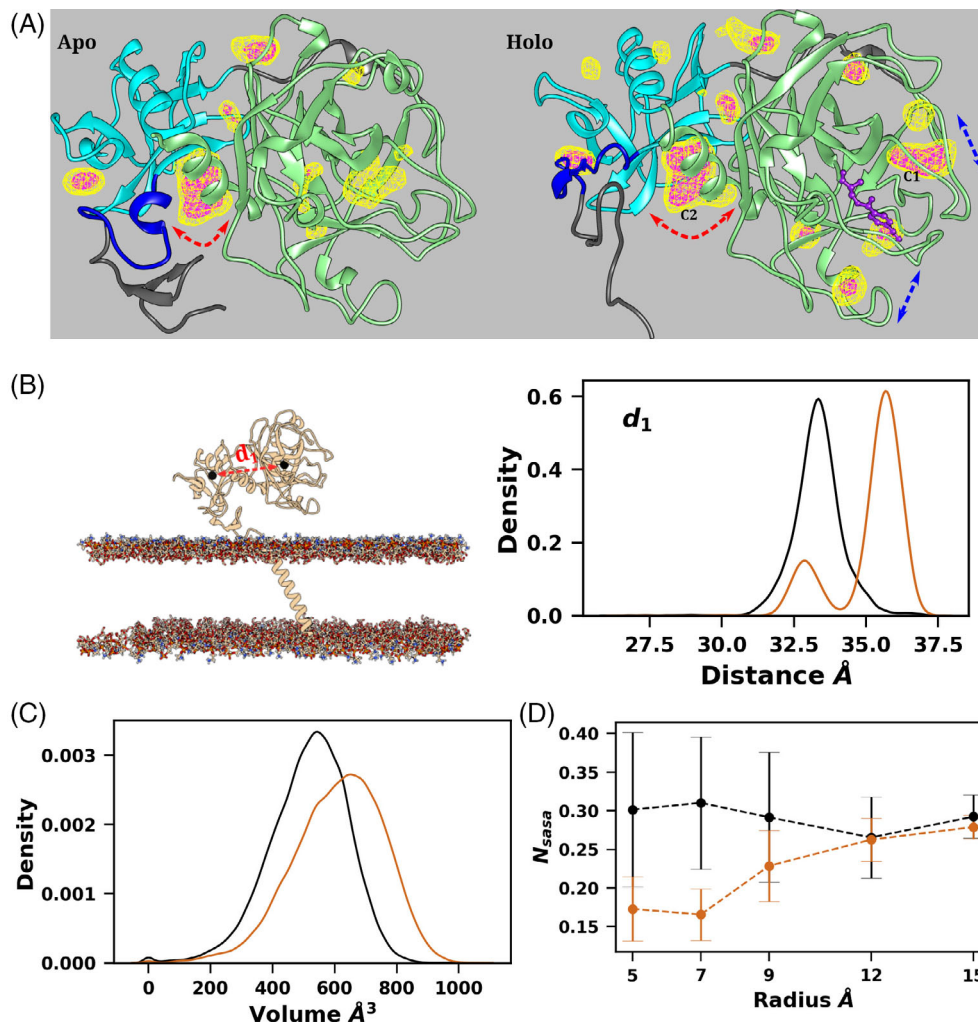 (A)
Apo
Holo
C1
C2
(B)
d1
d1
Density
0.6
0.4
0.2
0.0
27.5 30.0 32.5 35.0 37.5
Distance Å
(C)
Density
0.003
0.002
0.001
0.000
0 200 400 600 800 1000
Volume Å³
(D)
Nsasa
0.40
0.35
0.30
0.25
0.20
0.15
5 7 9 12 15
Radius Å